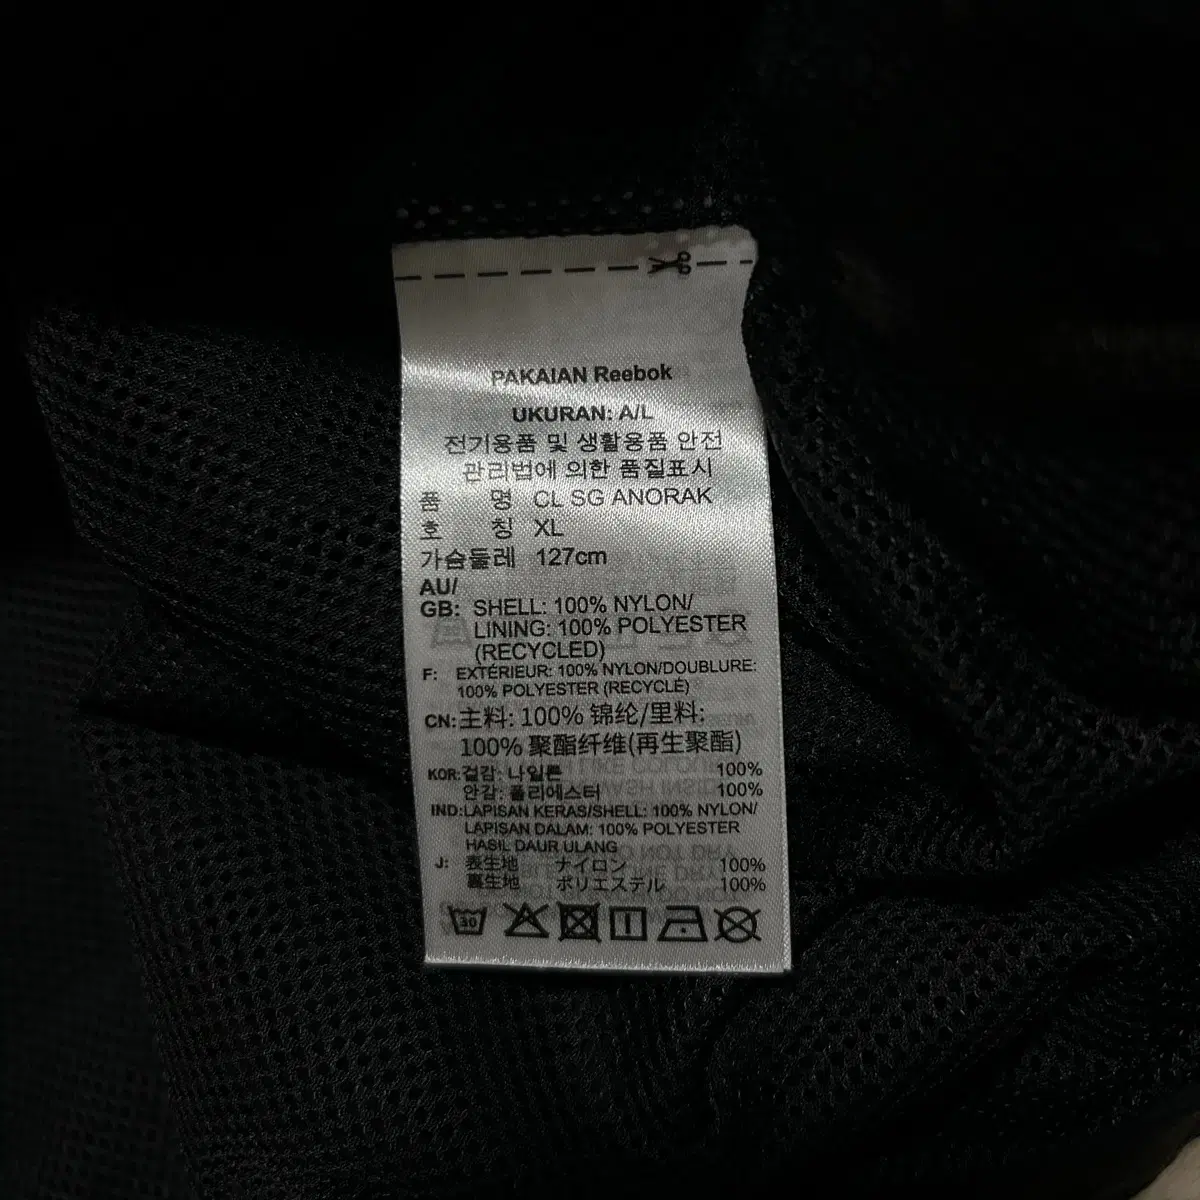 PAKAIAN Reebok
UKURAN: A/L
전기용품 및 생활용품 안전
관리법에 의한 품질표시
품 명 CL SG ANORAK
호 칭 XL
가슴둘레 127cm
AU/
GB: SHELL: 100% NYLON/
LINING: 100% POLYESTER
(RECYCLED)
F: EXTÉRIEUR: 100% NYLON/DOUBLURE:
100% POLYESTER (RECYCLÉ)
CN: 主料: 100% 锦纶/里料:
100% 聚酯纤维(再生聚酯)
KOR: 겉감: 나일론 100%
안감: 폴리에스터 100%
IND: LAPISAN KERAS/SHELL: 100% NYLON/
LAPISAN DALAM: 100% POLYESTER
HASIL DAUR ULANG
J: 表生地 ナイロン 100%
裏生地 ポリエステル 100%
30